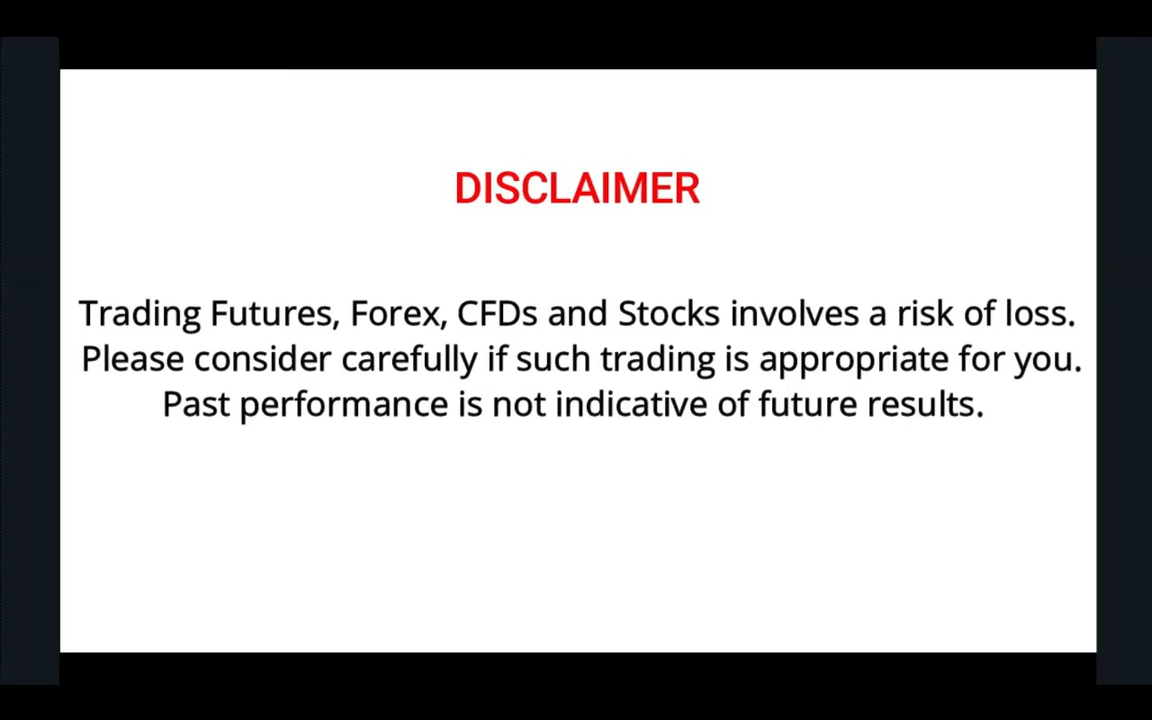 DISCLAIMER
Trading Futures, Forex, CFDs and Stocks involves a risk of loss.
Please consider carefully if such trading is appropriate for you.
Past performance is not indicative of future results.